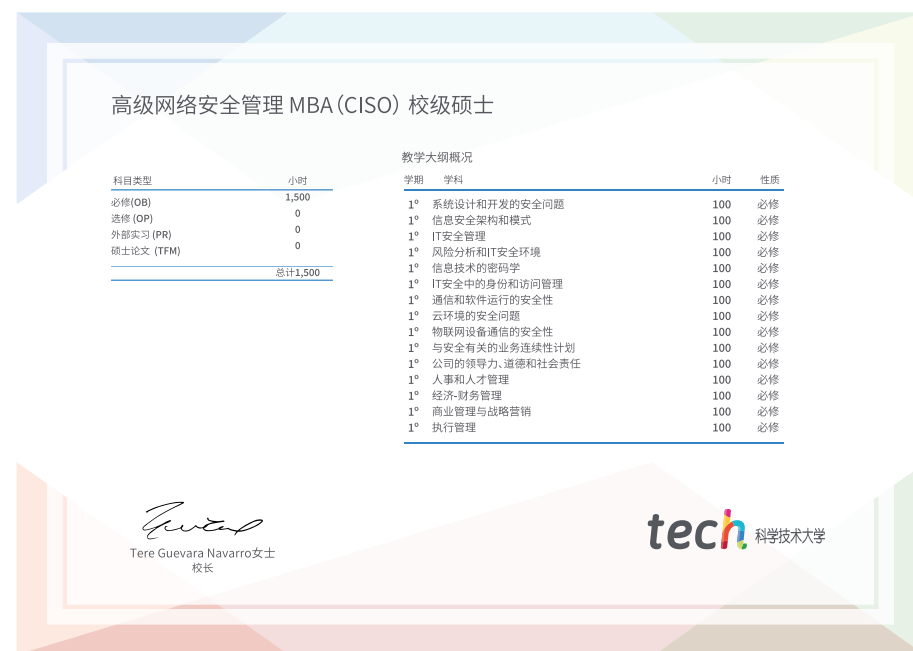 高级网络安全管理 MBA（CISO） 校级硕士
科目类型 小时
必修(OB) 1,500
选修 (OP) 0
外部实习 (PR) 0
硕士论文 (TFM) 0
总计1,500
教学大纲概况
学期 学科 小时 性质
1º 系统设计和开发的安全问题 100 必修
1º 信息安全架构和模式 100 必修
1º IT安全管理 100 必修
1º 风险分析和IT安全环境 100 必修
1º 信息技术的密码学 100 必修
1º IT安全中的身份和访问管理 100 必修
1º 通信和软件运行的安全性 100 必修
1º 云环境的安全问题 100 必修
1º 物联网设备通信的安全性 100 必修
1º 与安全有关的业务连续性计划 100 必修
1º 公司的领导力、道德和社会责任 100 必修
1º 人事和人才管理 100 必修
1º 经济-财务管理 100 必修
1º 商业管理与战略营销 100 必修
1º 执行管理 100 必修
Tere Guevara Navarro女士
校长
tech 科学技术大学